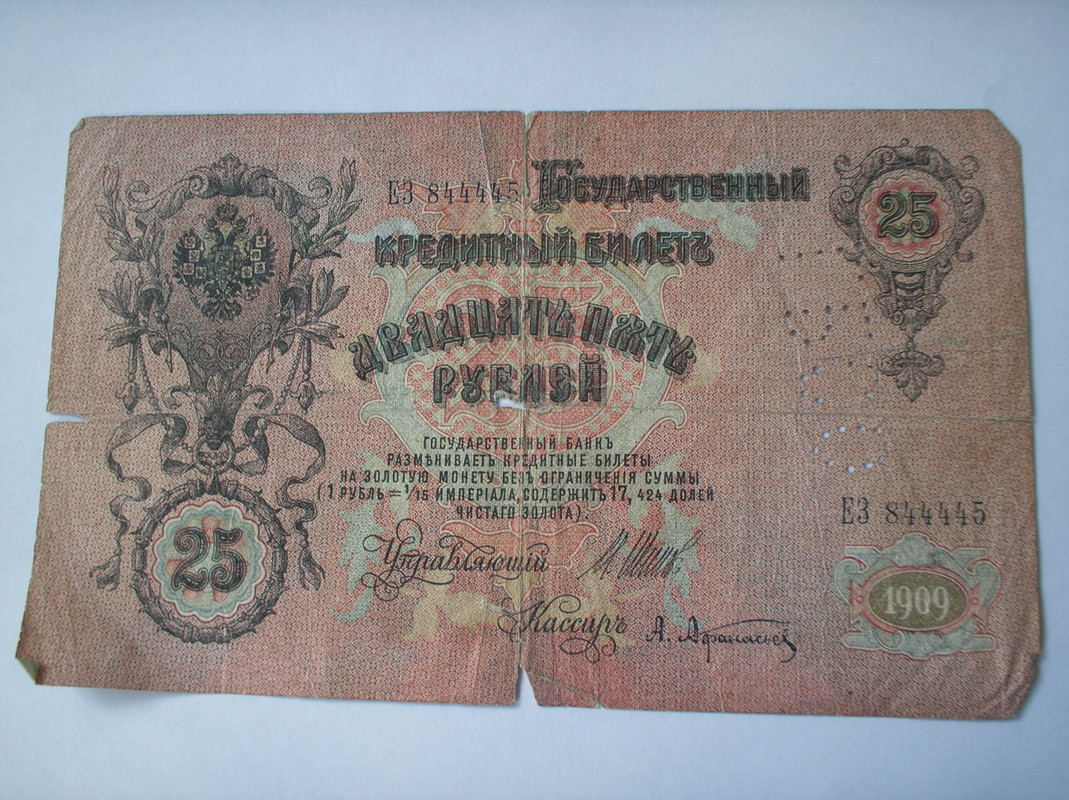 ЕЗ 844445 ГОСУДАРСТВЕННЫЙ
КРЕДИТНЫЙ БИЛЕТЪ
25
ДВАДЦАТЬ ПЯТЬ
РУБЛЕЙ
25
ГОСУДАРСТВЕННЫЙ БАНКЪ
РАЗМѢНИВАЕТЪ КРЕДИТНЫЕ БИЛЕТЫ
НА ЗОЛОТУЮ МОНЕТУ БЕЗЪ ОГРАНИЧЕНІЯ СУММЫ
(1 РУБЛЬ = 1/15 ИМПЕРІАЛА, СОДЕРЖИТЪ 17, 424 ДОЛЕЙ
ЧИСТАГО ЗОЛОТА).
ЕЗ 844445
25
Управляющій И. Шипов
1909
Кассиръ А. Афанасьев